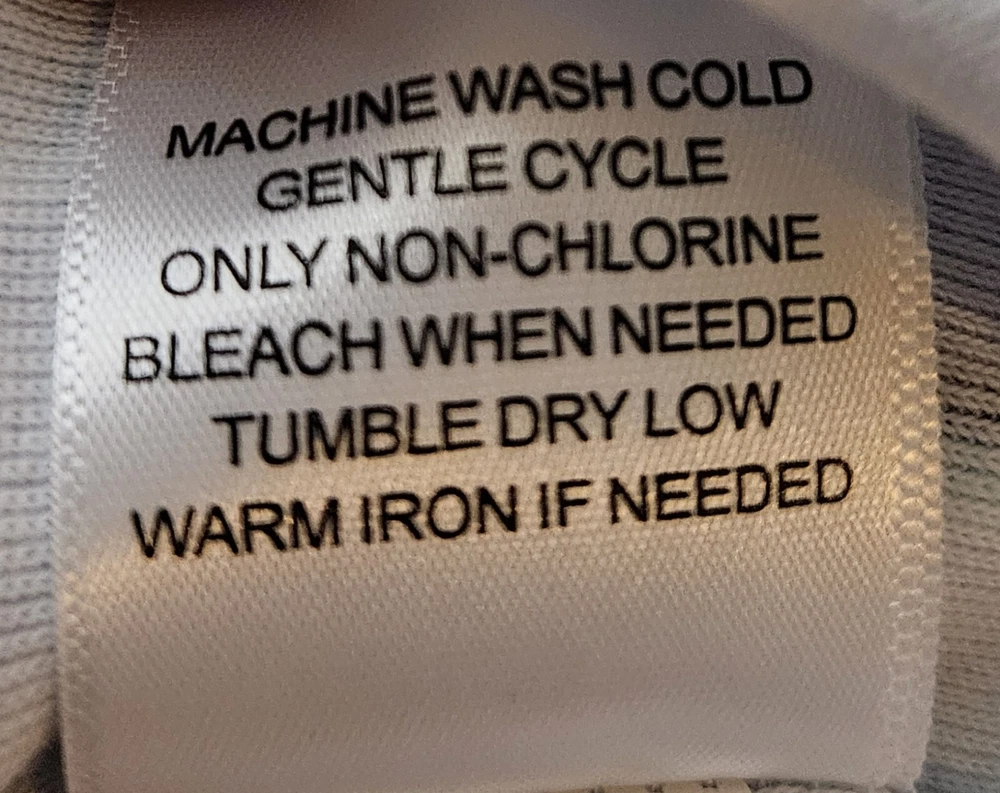 MACHINE WASH COLD
GENTLE CYCLE
ONLY NON-CHLORINE
BLEACH WHEN NEEDED
TUMBLE DRY LOW
WARM IRON IF NEEDED